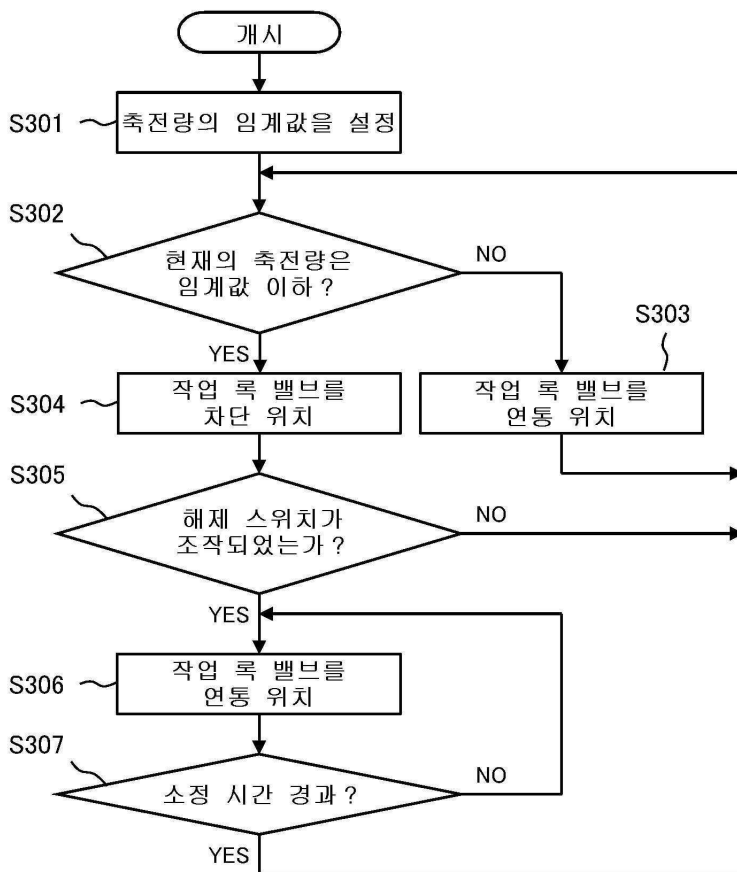 개시
S301
축전량의 임계값을 설정
S302
현재의 축전량은
임계값 이하?
NO
YES
S303
작업 록 밸브를
연통 위치
S304
작업 록 밸브를
차단 위치
S305
해제 스위치가
조작되었는가?
NO
YES
S306
작업 록 밸브를
연통 위치
S307
소정 시간 경과?
NO
YES